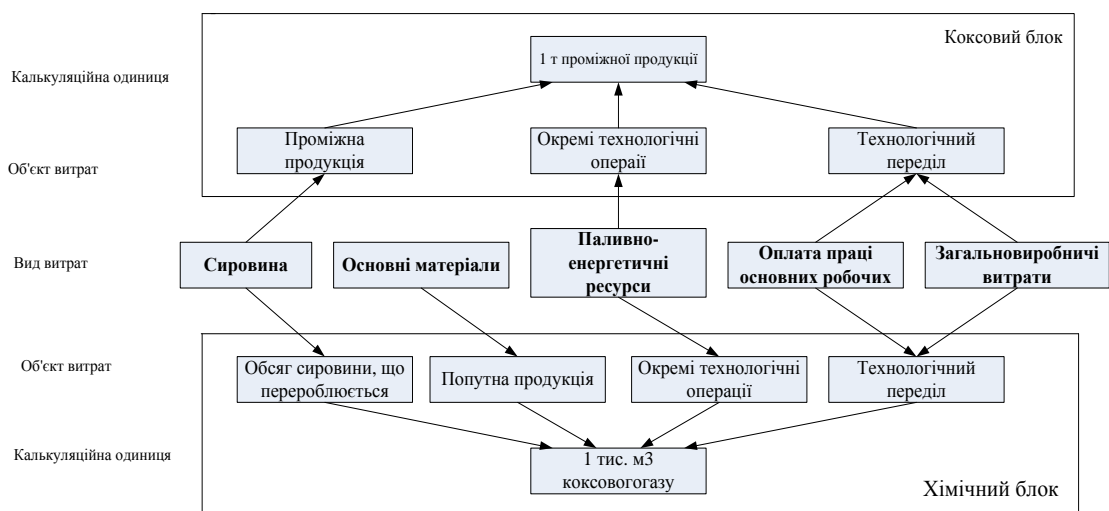 Коксовий блок
1 т проміжної продукції
Калькуляційна одиниця
Проміжна
продукція
Окремі технологічні
операії
Технологічний
переділ
Об'єкт витрат
Вид витрат
Сировина
Основні матеріали
Паливно-
енергетичні
ресурси
Оплата праці
основних робочих
Загальновиробничі
витрати
Об'єкт витрат
Обсяг сировини, що
перероблюється
Попутна продукція
Окремі технологічні
операції
Технологічний
переділ
Калькуляційна одиниця
1 тис. м3
коксовогогазу
Хімічний блок